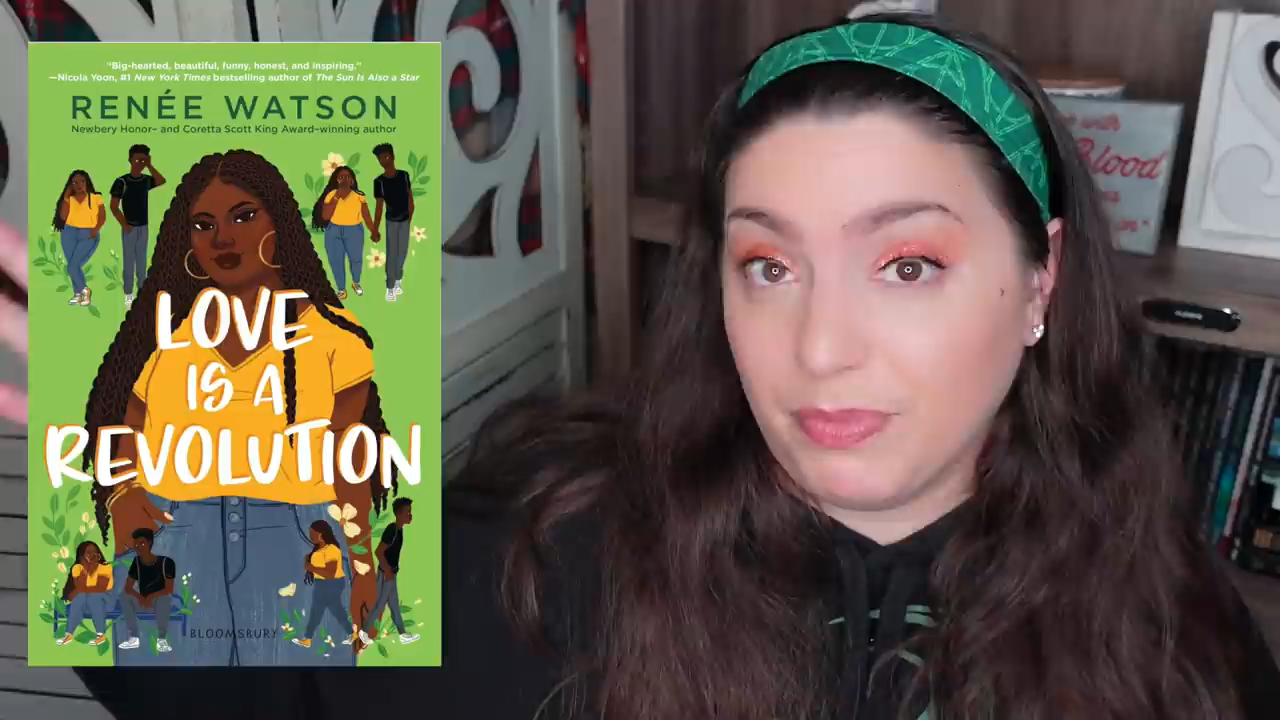 "Big-hearted, beautiful, funny, honest, and inspiring."
—Nicola Yoon, #1 New York Times bestselling author of The Sun Is Also a Star
RENÉE WATSON
Newbery Honor– and Coretta Scott King Award–winning author
LOVE
IS A
REVOLUTION
BLOOMSBURY
with
Blood